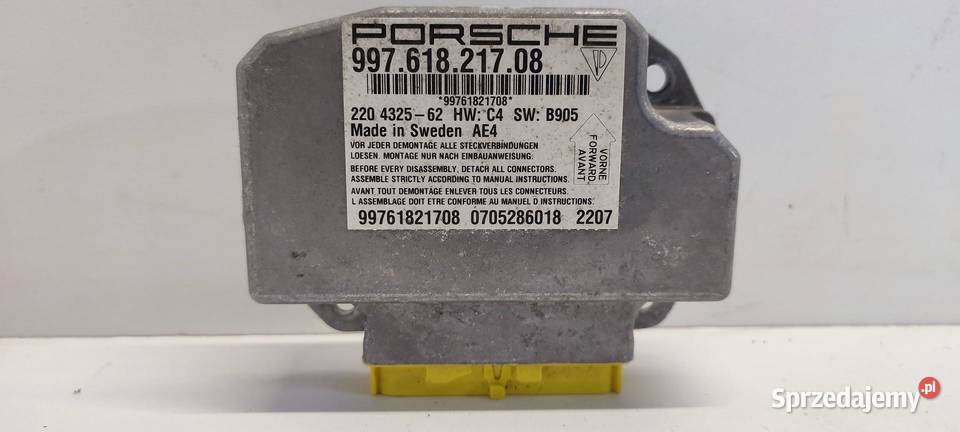 PORSCHE
997.618.217.08
*99761821708*
220 4325-62 HW: C4 SW: B905
Made in Sweden AE4
VOR JEDER DEMONTAGE ALLE STECKVERBINDUNGEN
LOESEN. MONTAGE NUR NACH EINBAUANWEISUNG.
BEFORE EVERY DISASSEMBLY, DETACH ALL CONNECTORS.
ASSEMBLE STRICTLY ACCORDING TO MANUAL INSTRUCTIONS.
AVANT TOUT DEMONTAGE ENLEVER TOUS LES CONNECTEURS.
L ASSEMBLAGE DOIT ETRE CONFORME AU MANUEL D INSTRUCTIONS.
VORNE
FORWARD
AVANT
99761821708 0705286018 2207
Sprzedajemy.pl